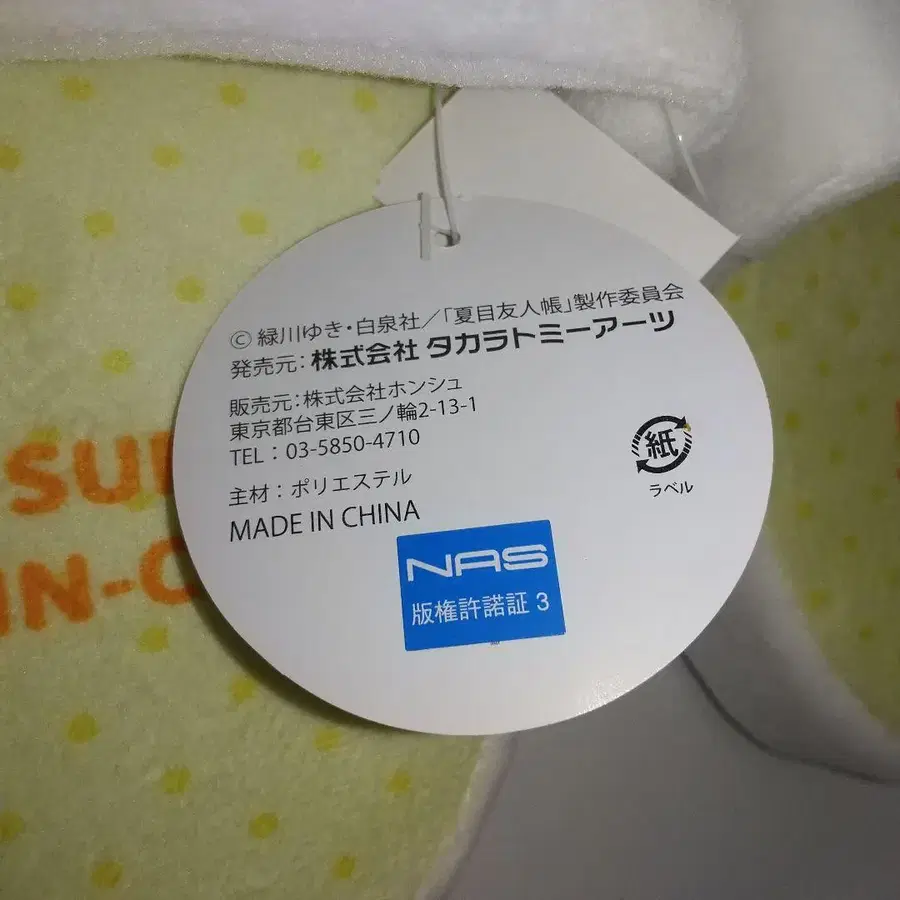 © 緑川ゆき・白泉社／「夏目友人帳」製作委員会
発売元：株式会社 タカラトミーアーツ
販売元：株式会社ホンシュ
東京都台東区三ノ輪2-13-1
TEL：03-5850-4710
主材：ポリエステル
MADE IN CHINA
紙
ラベル
NAS
版権許諾証 3
SU
IN-C